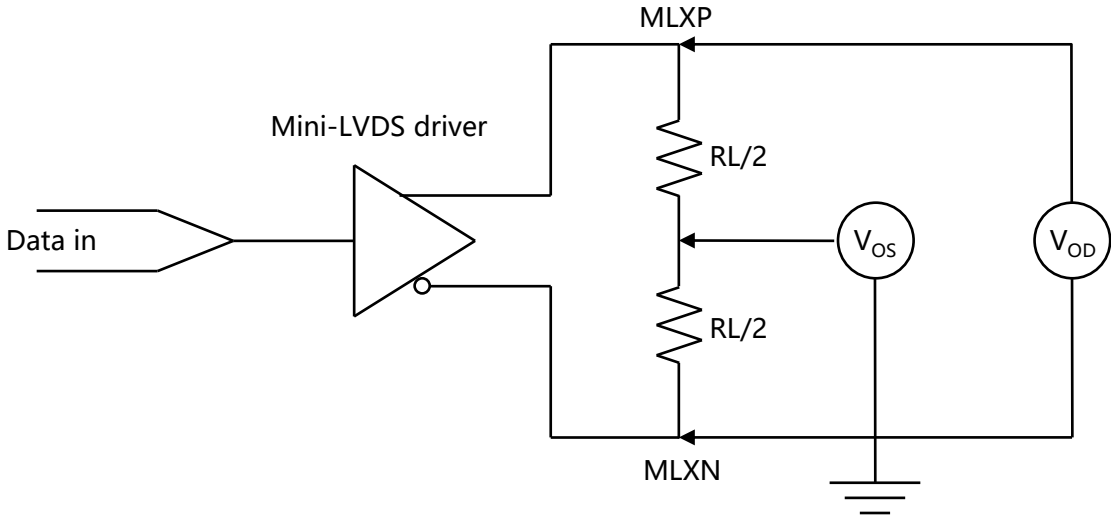 MLXP
Mini-LVDS driver
RL/2
Data in
VOS
VOD
RL/2
MLXN